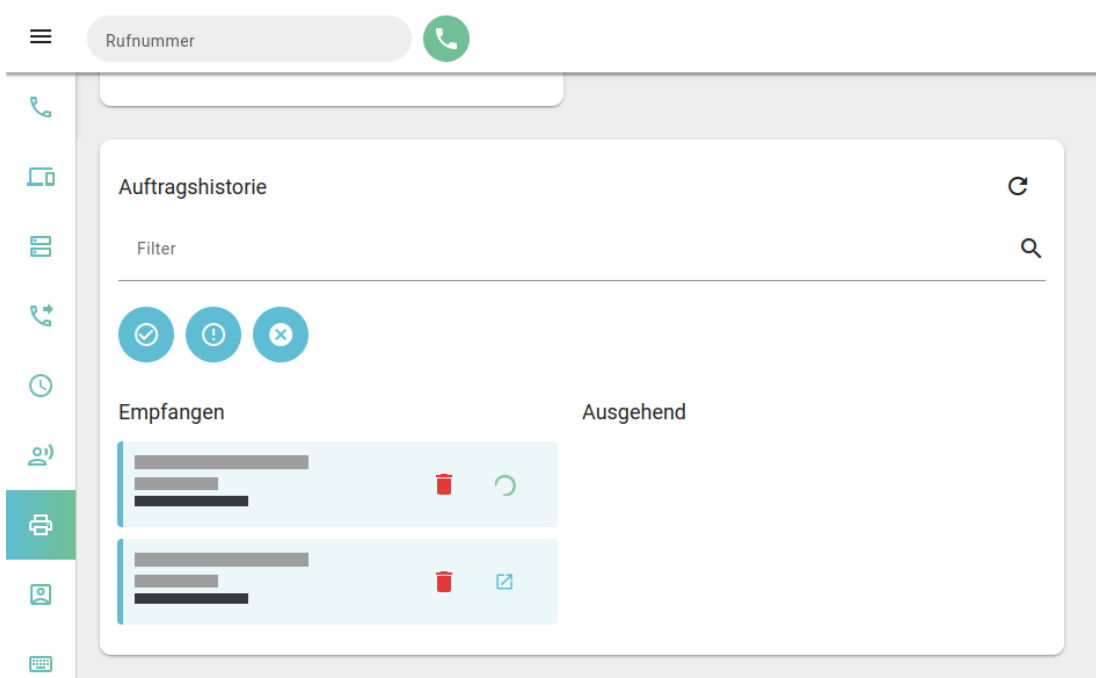 Rufnummer
Auftragshistorie
Filter
Empfangen
Ausgehend